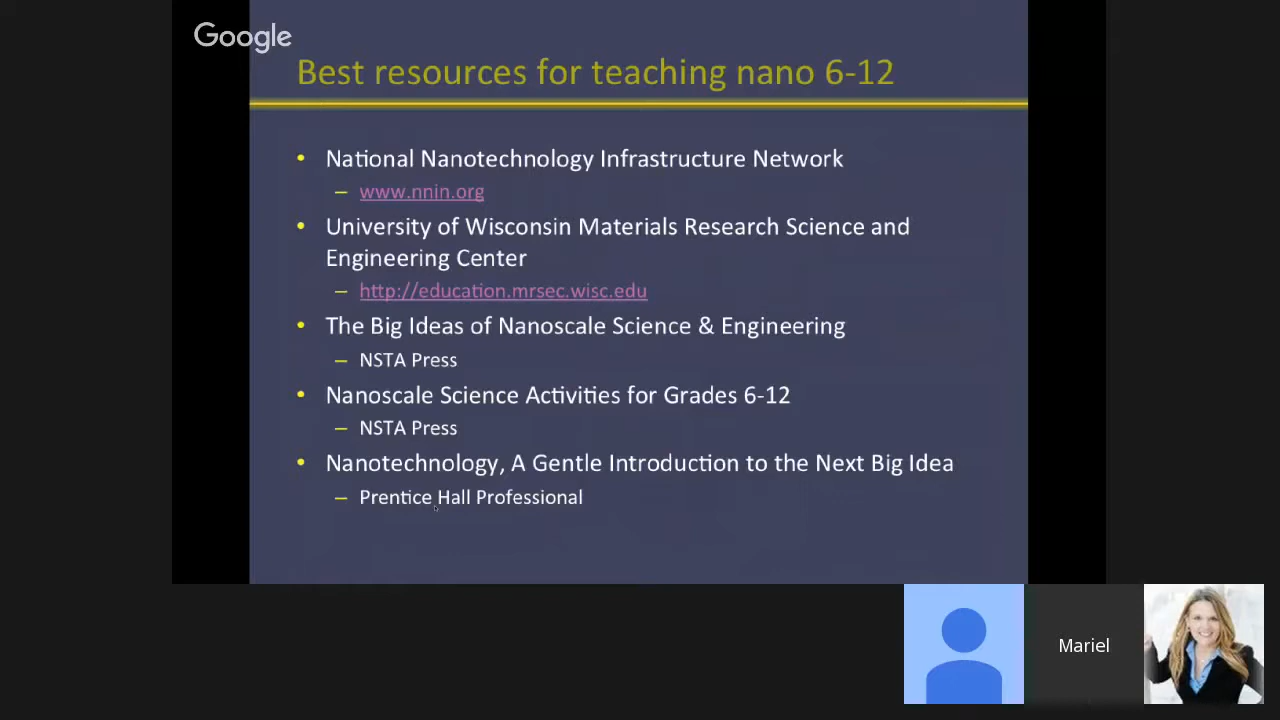 Google
Best resources for teaching nano 6-12
• National Nanotechnology Infrastructure Network
– www.nnin.org
• University of Wisconsin Materials Research Science and
Engineering Center
– http://education.mrsec.wisc.edu
• The Big Ideas of Nanoscale Science & Engineering
– NSTA Press
• Nanoscale Science Activities for Grades 6-12
– NSTA Press
• Nanotechnology, A Gentle Introduction to the Next Big Idea
– Prentice Hall Professional
Mariel